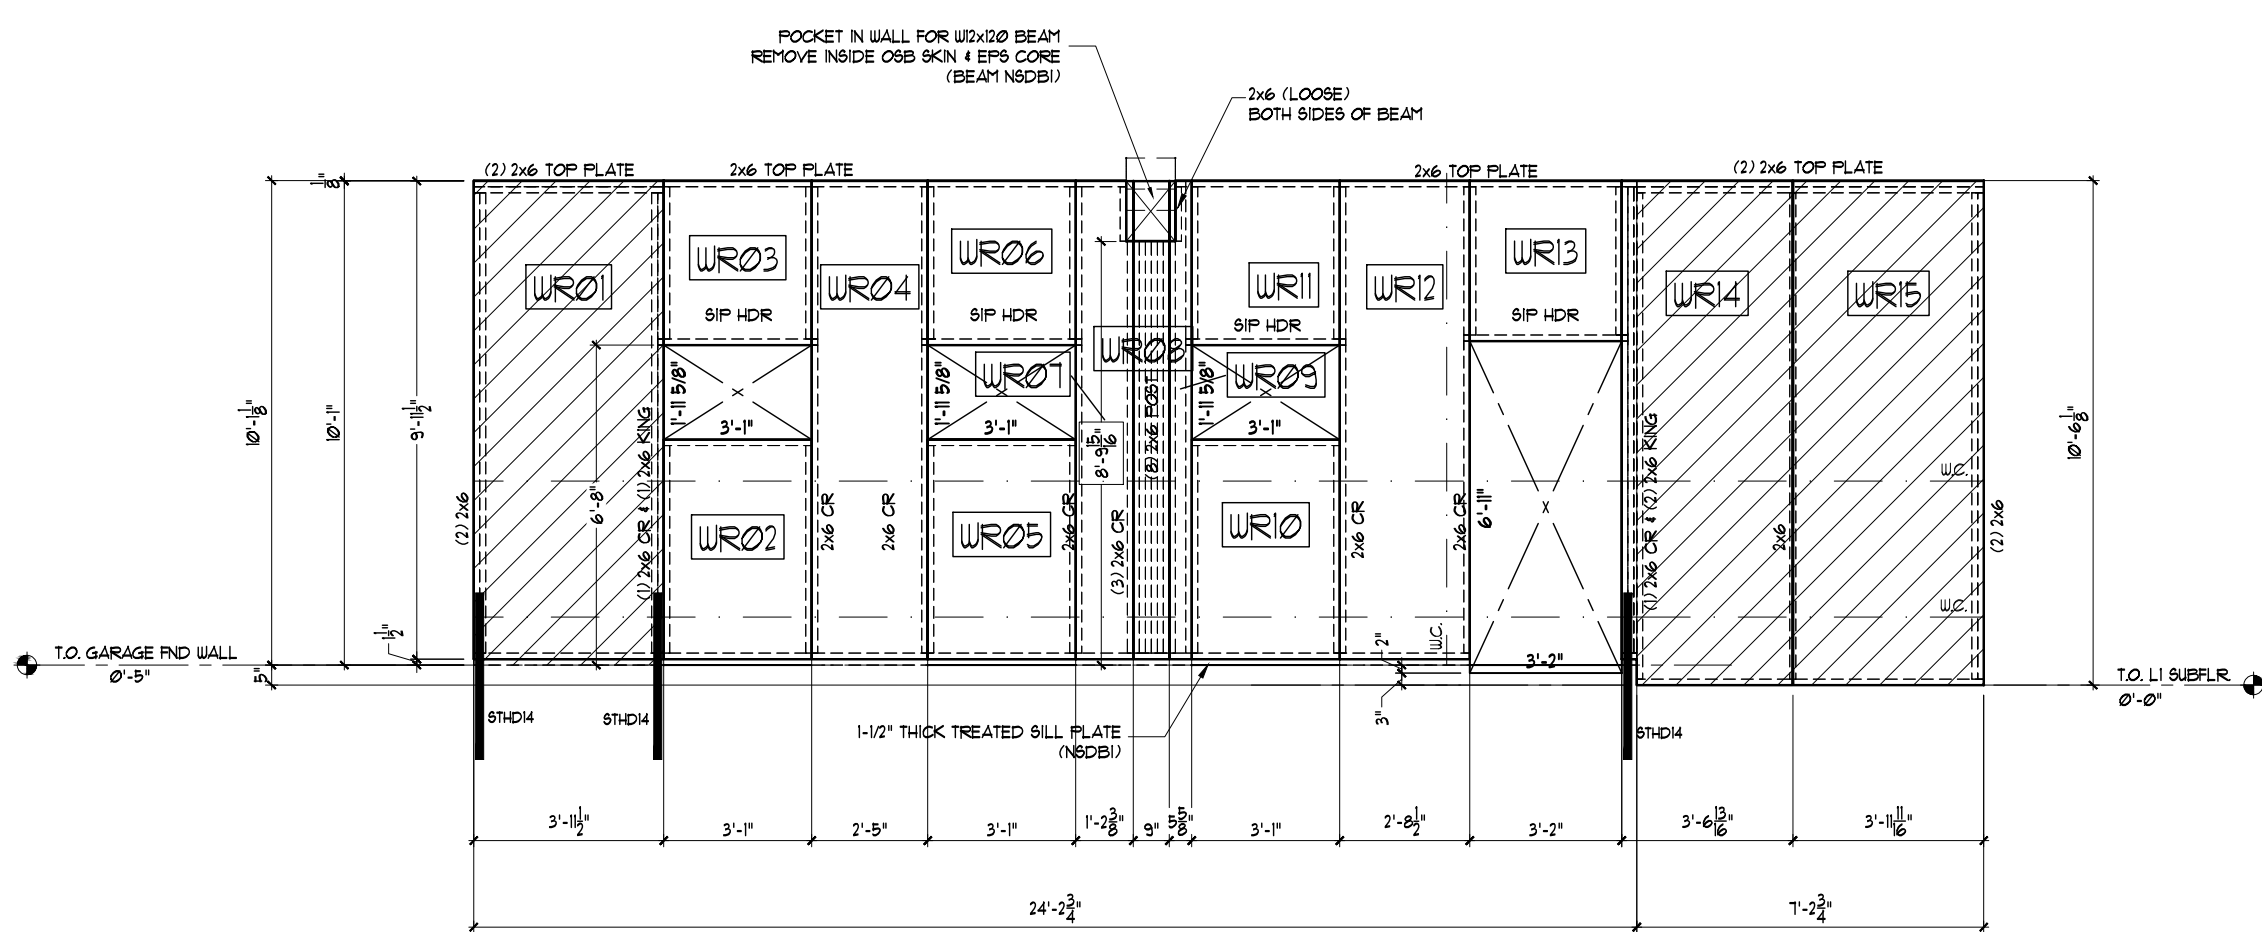 POCKET IN WALL FOR W12x120 BEAM
REMOVE INSIDE OSB SKIN & EPS CORE
(BEAM NSDBI)
2x6 (LOOSE)
BOTH SIDES OF BEAM
(2) 2x6 TOP PLATE
2x6 TOP PLATE
2x6 TOP PLATE
(2) 2x6 TOP PLATE
1/8"
WR01
WR03
SIP HDR
WR04
WR06
SIP HDR
WR11
SIP HDR
WR12
WR13
SIP HDR
WR14
WR15
WR07
WR08
WR09
1'-11 5/8"
3'-1"
1'-11 5/8"
3'-1"
1'-11 5/8"
3'-1"
10'-1 1/8"
10'-1"
9'-11 1/2"
6'-8"
8'-9 15/16"
(8) 2x6 POST
6'-11"
10'-6 1/8"
(2) 2x6
(1) 2x6 CR & (1) 2x6 KING
WR02
2x6 CR
2x6 CR
WR05
2x6 CR
(3) 2x6 CR
WR10
2x6 CR
2x6 CR
(1) 2x6 CR & (2) 2x6 KING
2x6
(2) 2x6
W.C.
W.C.
W.C.
1 1/2"
2"
3'-2"
T.O. GARAGE FND WALL
0'-5"
5"
3"
T.O. L1 SUBFLR
0'-0"
STHD14
STHD14
STHD14
1-1/2" THICK TREATED SILL PLATE
(NSDBI)
3'-11 1/2"
3'-1"
2'-5"
3'-1"
1'-2 3/8"
9"
5 5/8"
3'-1"
2'-8 1/2"
3'-2"
3'-6 13/16"
3'-11 11/16"
24'-2 3/4"
7'-2 3/4"